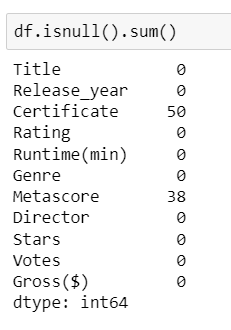 df.isnull().sum()
Title 0
Release_year 0
Certificate 50
Rating 0
Runtime(min) 0
Genre 0
Metascore 38
Director 0
Stars 0
Votes 0
Gross($) 0
dtype: int64